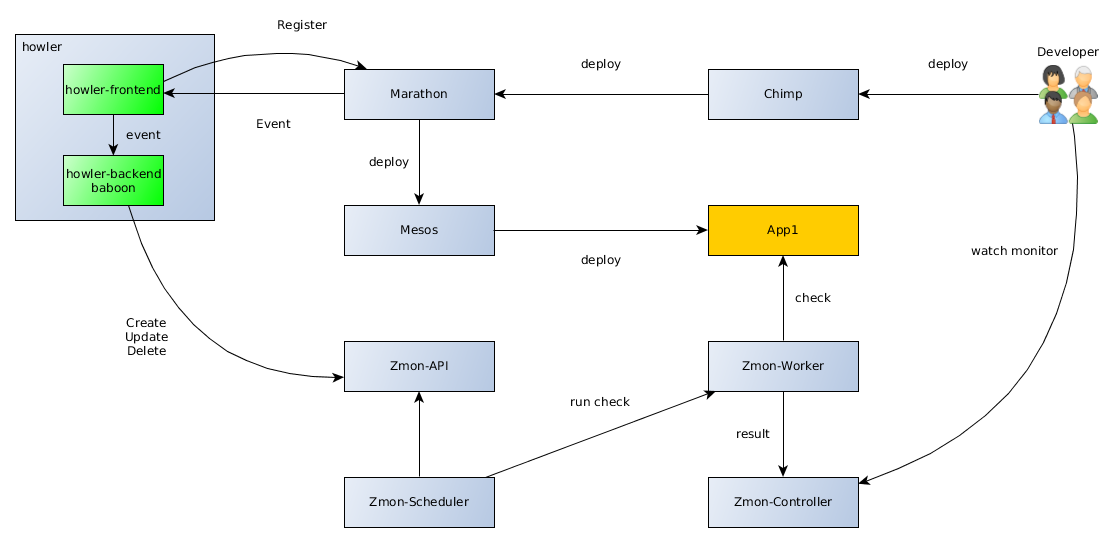 Register
howler
Developer
deploy
deploy
howler-frontend
Marathon
Chimp
Event
event
deploy
howler-backend
baboon
Mesos
App1
watch monitor
deploy
check
Create
Update
Delete
Zmon-API
Zmon-Worker
run check
result
Zmon-Scheduler
Zmon-Controller